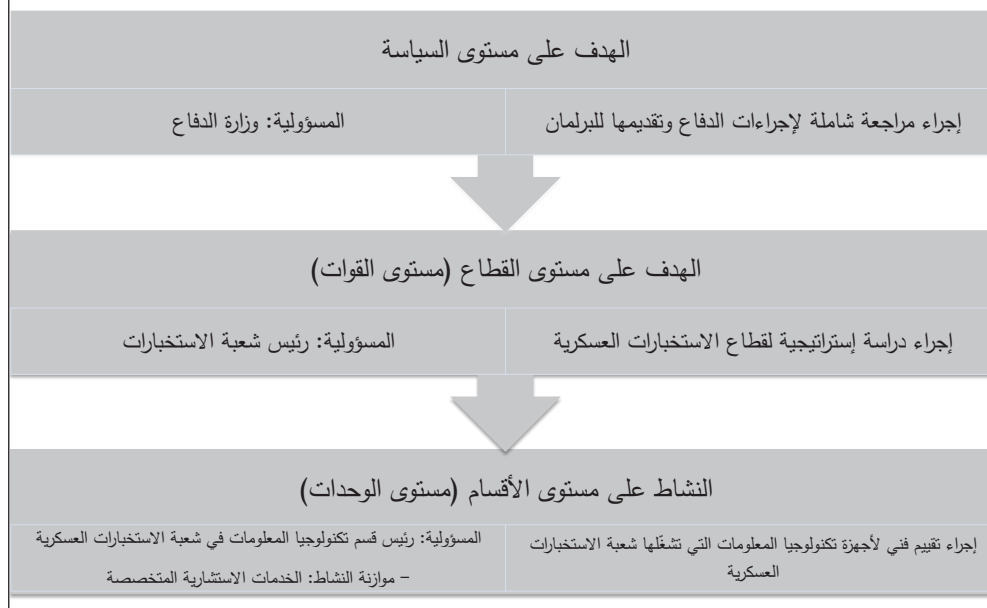 الهدف على مستوى السياسة
إجراء مراجعة شاملة لإجراءات الدفاع وتقديمها للبرلمان
المسؤولية: وزارة الدفاع
الهدف على مستوى القطاع (مستوى القوات)
إجراء دراسة إستراتيجية لقطاع الاستخبارات العسكرية
المسؤولية: رئيس شعبة الاستخبارات
النشاط على مستوى الأقسام (مستوى الوحدات)
إجراء تقييم فني لأجهزة تكنولوجيا المعلومات التي تشغّلها شعبة الاستخبارات
العسكرية
المسؤولية: رئيس قسم تكنولوجيا المعلومات في شعبة الاستخبارات العسكرية
- موازنة النشاط: الخدمات الاستشارية المتخصصة